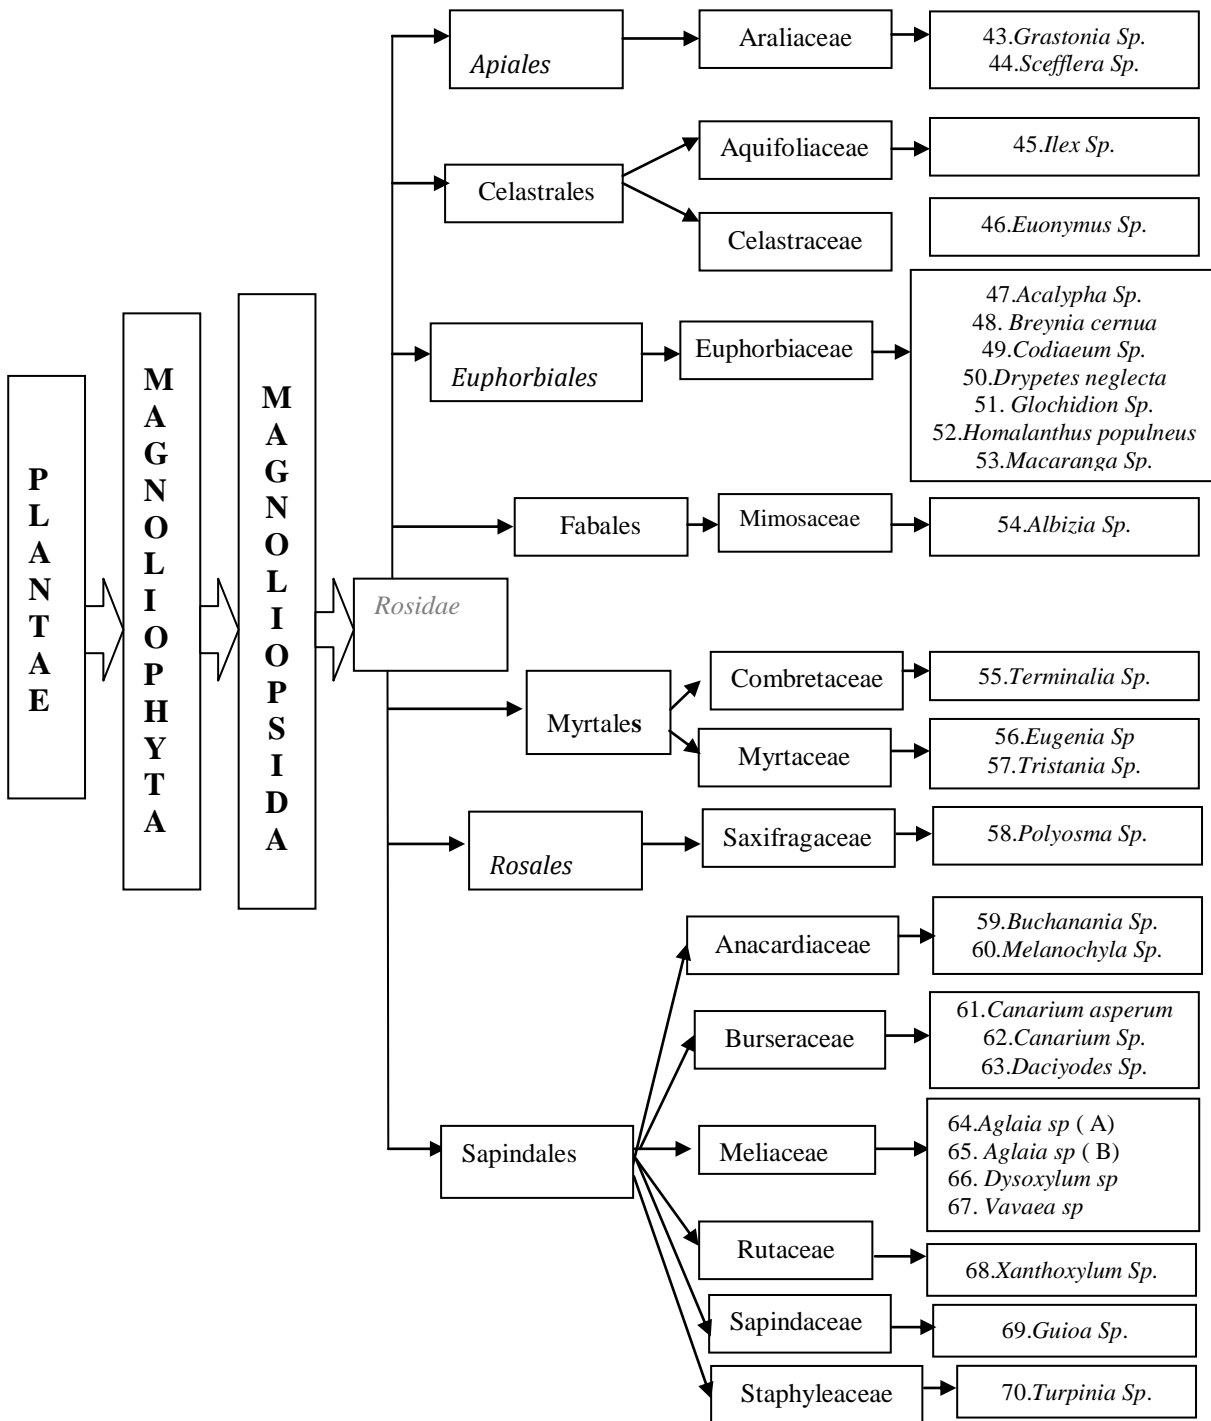 PLANTAE
MAGNOLIOPHYTA
MAGNOLIOPSIDA
Rosidae
Apiales
Araliaceae
43.Grastonia Sp.
44.Scefflera Sp.
Celastrales
Aquifoliaceae
45.Ilex Sp.
Celastraceae
46.Euonymus Sp.
Euphorbiales
Euphorbiaceae
47.Acalypha Sp.
48. Breynia cernua
49.Codiaeum Sp.
50.Drypetes neglecta
51. Glochidion Sp.
52.Homalanthus populneus
53.Macaranga Sp.
Fabales
Mimosaceae
54.Albizia Sp.
Myrtales
Combretaceae
55.Terminalia Sp.
Myrtaceae
56.Eugenia Sp
57.Tristania Sp.
Rosales
Saxifragaceae
58.Polyosma Sp.
Sapindales
Anacardiaceae
59.Buchanania Sp.
60.Melanochyla Sp.
Burseraceae
61.Canarium asperum
62.Canarium Sp.
63.Daciyodes Sp.
Meliaceae
64.Aglaia sp ( A)
65. Aglaia sp ( B)
66. Dysoxylum sp
67. Vavaea sp
Rutaceae
68.Xanthoxylum Sp.
Sapindaceae
69.Guioa Sp.
Staphyleaceae
70.Turpinia Sp.